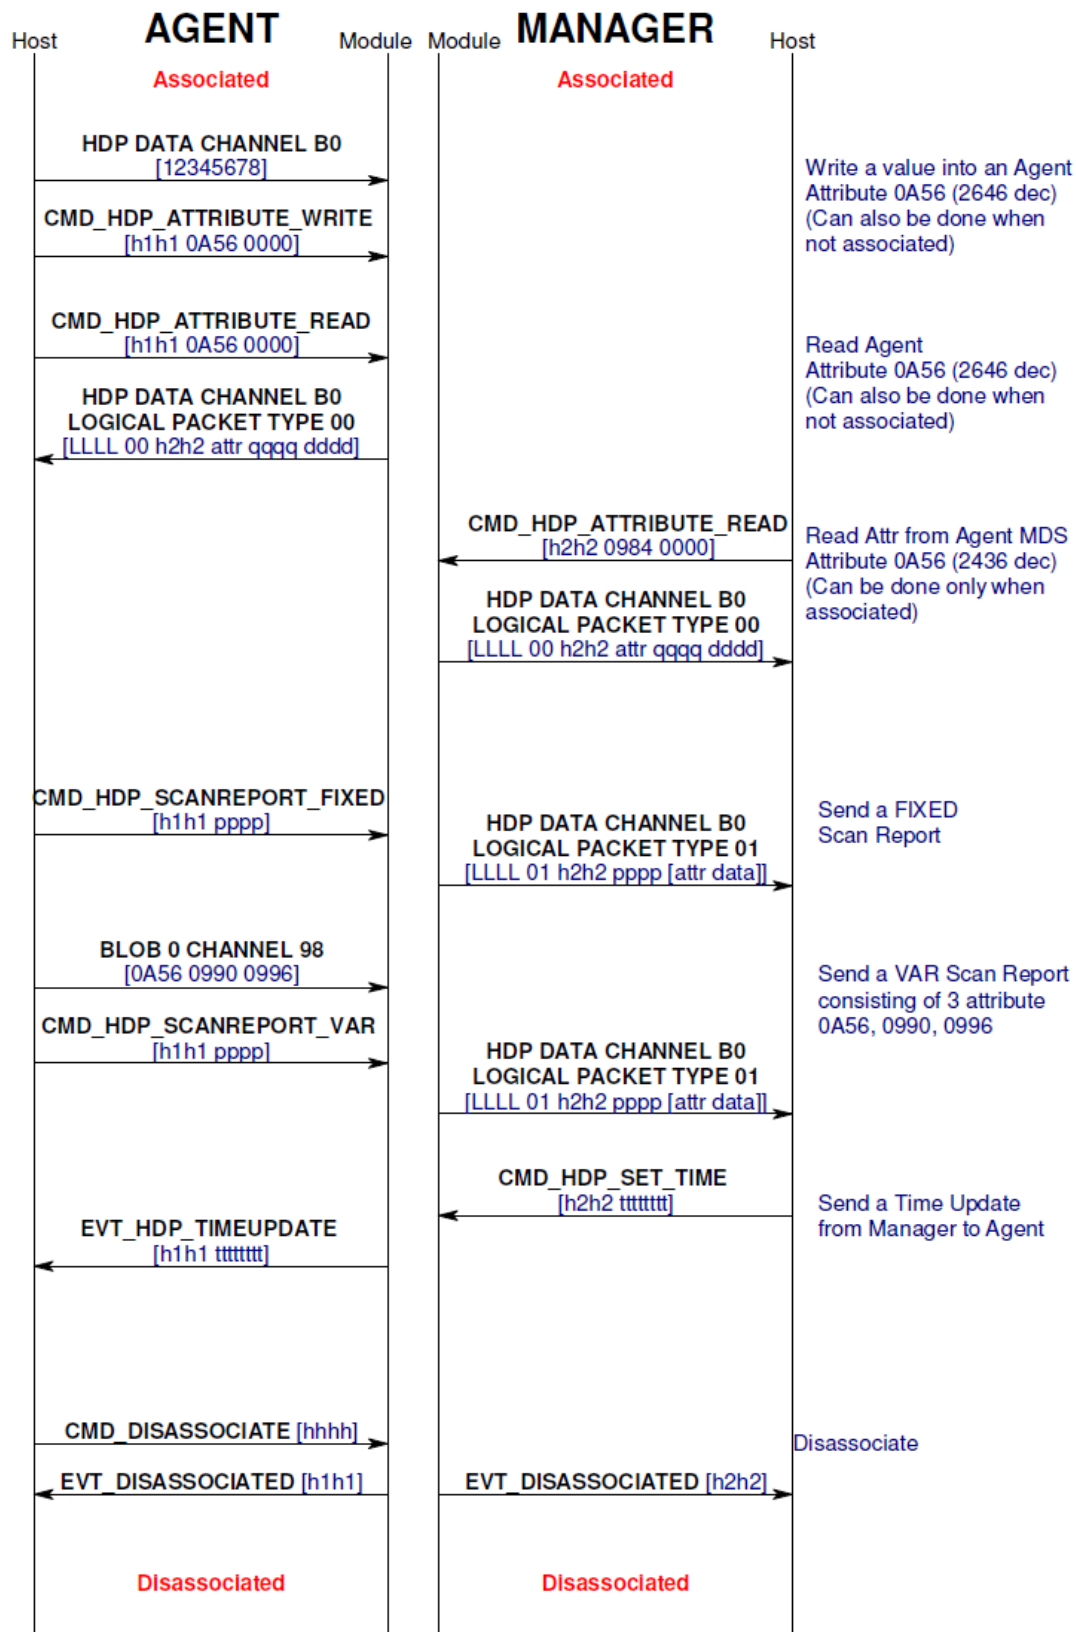 AGENT MANAGER
Host Module Module Host
Associated Associated
HDP DATA CHANNEL B0
[12345678]
Write a value into an Agent
Attribute 0A56 (2646 dec)
(Can also be done when
not associated)
CMD_HDP_ATTRIBUTE_WRITE
[h1h1 0A56 0000]
CMD_HDP_ATTRIBUTE_READ
[h1h1 0A56 0000]
Read Agent
Attribute 0A56 (2646 dec)
(Can also be done when
not associated)
HDP DATA CHANNEL B0
LOGICAL PACKET TYPE 00
[LLLL 00 h2h2 attr qqqq dddd]
CMD_HDP_ATTRIBUTE_READ
[h2h2 0984 0000]
Read Attr from Agent MDS
Attribute 0A56 (2436 dec)
(Can be done only when
associated)
HDP DATA CHANNEL B0
LOGICAL PACKET TYPE 00
[LLLL 00 h2h2 attr qqqq dddd]
CMD_HDP_SCANREPORT_FIXED
[h1h1 pppp]
Send a FIXED
Scan Report
HDP DATA CHANNEL B0
LOGICAL PACKET TYPE 01
[LLLL 01 h2h2 pppp [attr data]]
BLOB 0 CHANNEL 98
[0A56 0990 0996]
Send a VAR Scan Report
consisting of 3 attribute
0A56, 0990, 0996
CMD_HDP_SCANREPORT_VAR
[h1h1 pppp]
HDP DATA CHANNEL B0
LOGICAL PACKET TYPE 01
[LLLL 01 h2h2 pppp [attr data]]
CMD_HDP_SET_TIME
[h2h2 tttttttt]
Send a Time Update
from Manager to Agent
EVT_HDP_TIMEUPDATE
[h1h1 tttttttt]
CMD_DISASSOCIATE [hhhh]
Disassociate
EVT_DISASSOCIATED [h1h1] EVT_DISASSOCIATED [h2h2]
Disassociated Disassociated